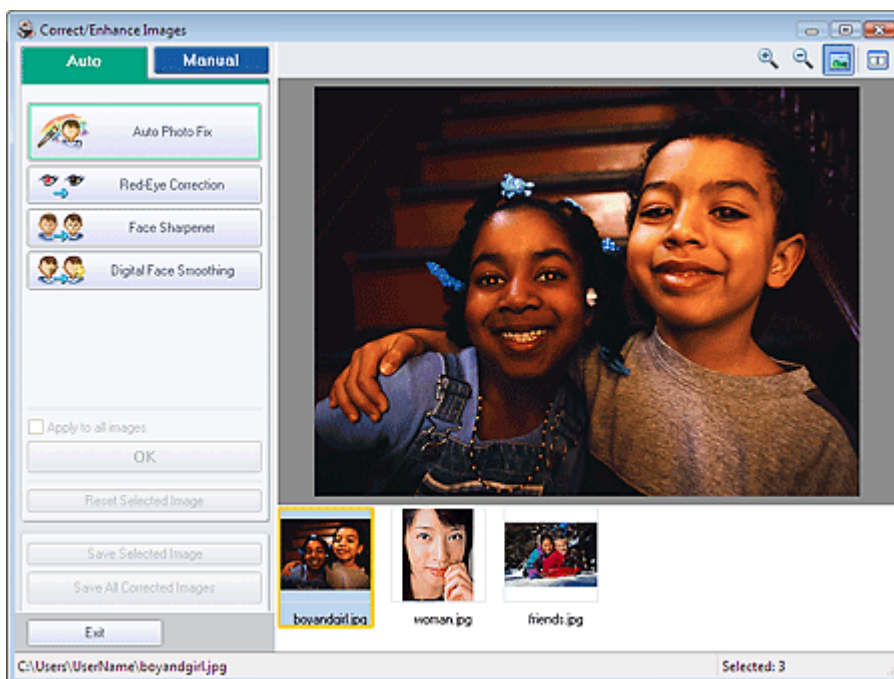 Correct/Enhance Images
Auto
Manual
Auto Photo Fix
Red-Eye Correction
Face Sharpener
Digital Face Smoothing
Apply to all images
OK
Reset Selected Image
Save Selected Image
Save All Corrected Images
Exit
boyandgirl.jpg
woman.jpg
friends.jpg
C:\Users\UserName\boyandgirl.jpg
Selected: 3